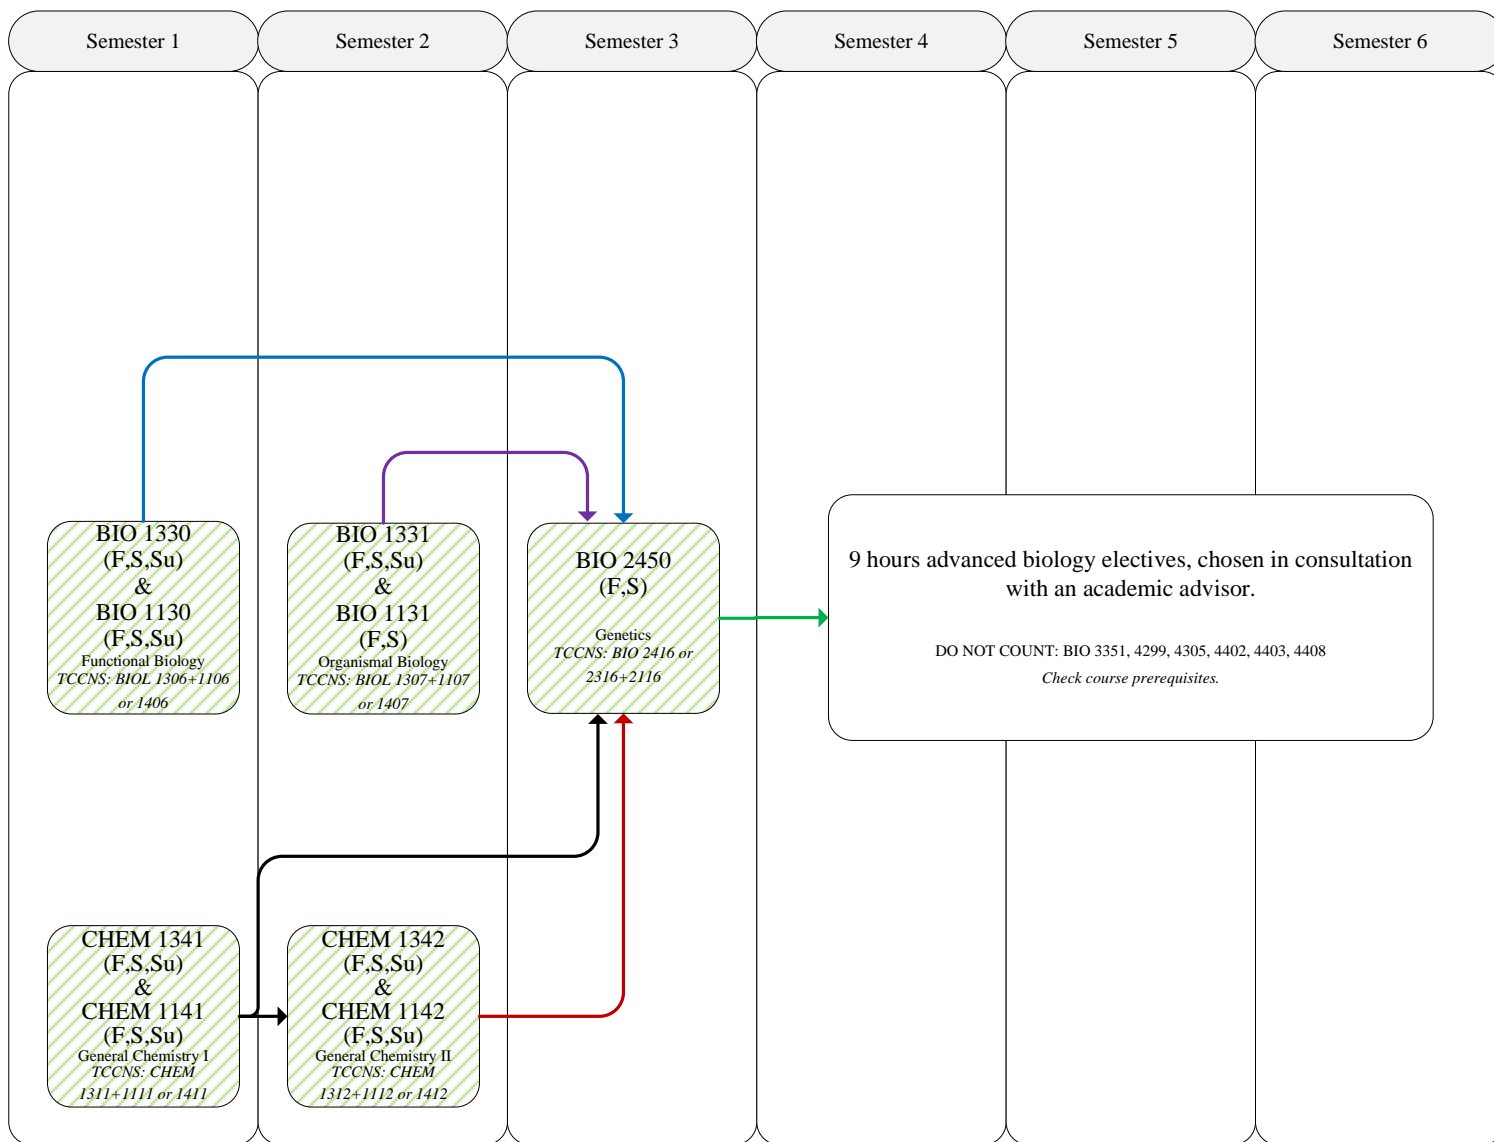 Semester 1
Semester 2
Semester 3
Semester 4
Semester 5
Semester 6
BIO 1330
(F,S,Su)
&
BIO 1130
(F,S,Su)
Functional Biology
TCCNS: BIOL 1306+1106
or 1406
BIO 1331
(F,S,Su)
&
BIO 1131
(F,S)
Organismal Biology
TCCNS: BIOL 1307+1107
or 1407
BIO 2450
(F,S)
Genetics
TCCNS: BIO 2416 or
2316+2116
9 hours advanced biology electives, chosen in consultation
with an academic advisor.
DO NOT COUNT: BIO 3351, 4299, 4305, 4402, 4403, 4408
Check course prerequisites.
CHEM 1341
(F,S,Su)
&
CHEM 1141
(F,S,Su)
General Chemistry I
TCCNS: CHEM
1311+1111 or 1411
CHEM 1342
(F,S,Su)
&
CHEM 1142
(F,S,Su)
General Chemistry II
TCCNS: CHEM
1312+1112 or 1412